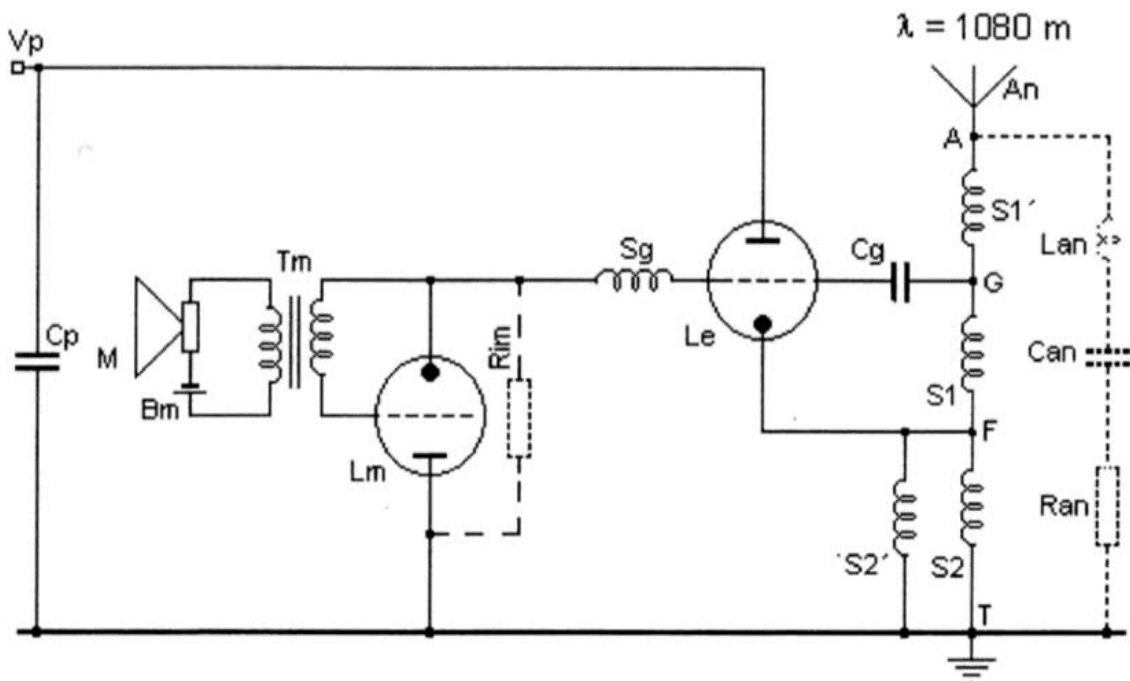 λ = 1080 m
Vp
An
A
S1´
Lan
Tm
Sg
Cg
G
Cp
M
Rim
Le
Can
S1
Bm
F
Lm
Ran
´S2´
S2
T